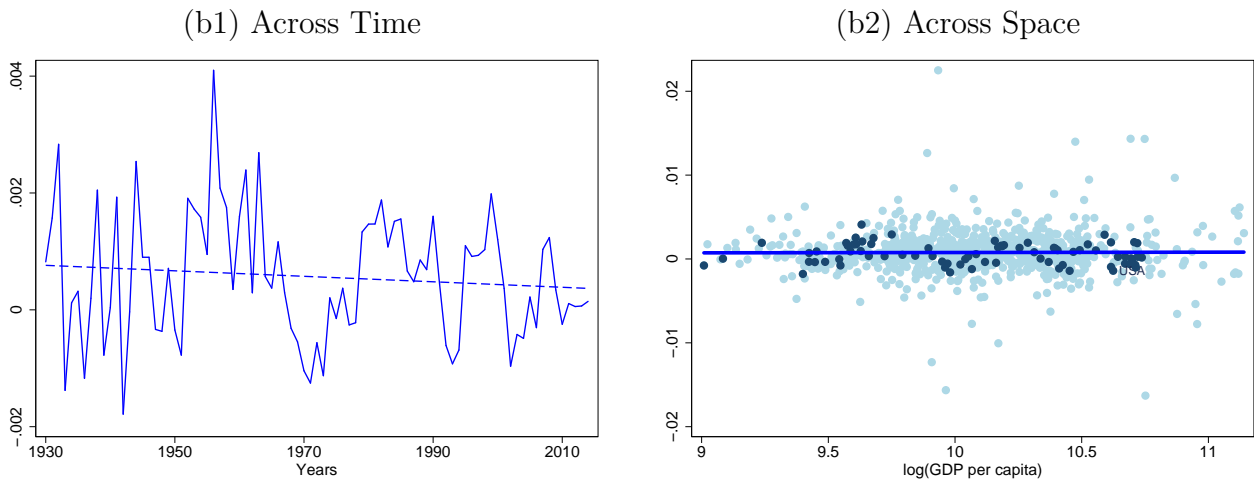 (b1) Across Time
.004
.002
0
-.002
1930 1950 1970 1990 2010
Years
(b2) Across Space
.02
.01
0
-.01
-.02
USA
9 9.5 10 10.5 11
log(GDP per capita)